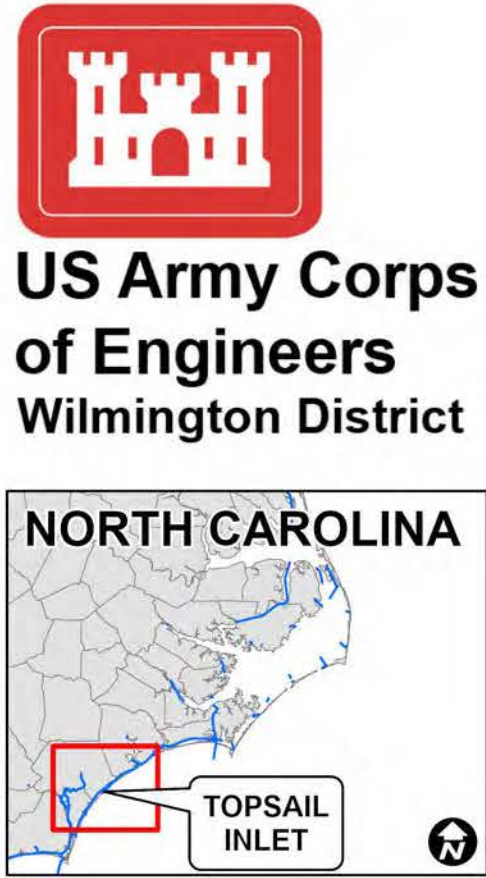 US Army Corps
of Engineers
Wilmington District
NORTH CAROLINA
TOPSAIL
INLET
N